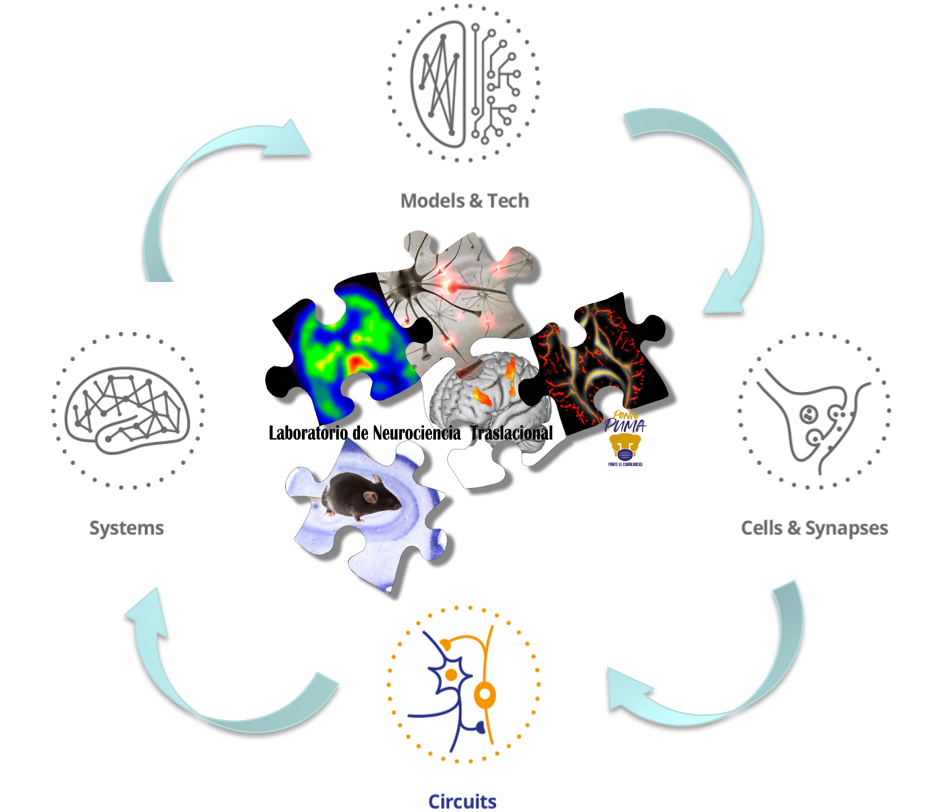 Models & Tech
Laboratorio de Neurociencia Traslacional
PONTE
PUMA
PONTE EL CUBREBOCAS
Systems
Cells & Synapses
Circuits